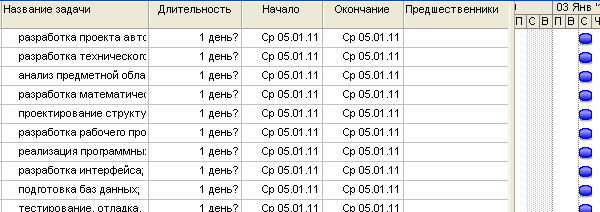 Название задачи Длительность Начало Окончание Предшественники 03 Янв '
П С В П В С Ч
разработка проекта авто 1 день? Ср 05.01.11 Ср 05.01.11
разработка технического 1 день? Ср 05.01.11 Ср 05.01.11
анализ предметной обла 1 день? Ср 05.01.11 Ср 05.01.11
разработка математичес 1 день? Ср 05.01.11 Ср 05.01.11
проектирование структу 1 день? Ср 05.01.11 Ср 05.01.11
разработка рабочего про 1 день? Ср 05.01.11 Ср 05.01.11
реализация программны 1 день? Ср 05.01.11 Ср 05.01.11
разработка интерфейса; 1 день? Ср 05.01.11 Ср 05.01.11
подготовка баз данных; 1 день? Ср 05.01.11 Ср 05.01.11
тестирование, отладка, 1 день? Ср 05.01.11 Ср 05.01.11